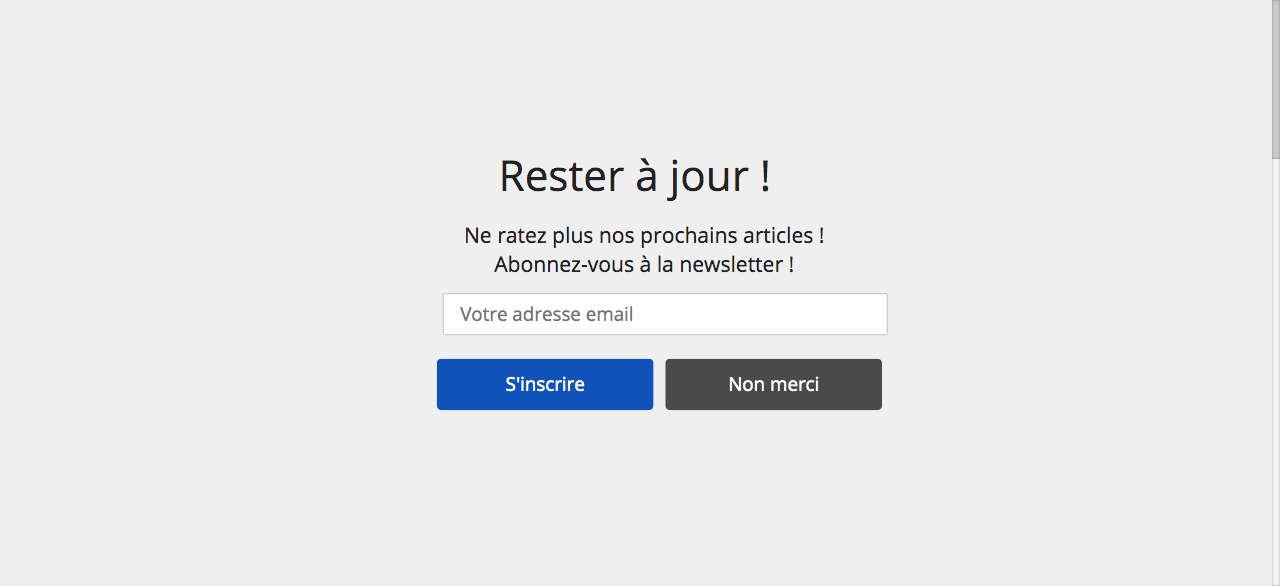 Rester à jour !
Ne ratez plus nos prochains articles !
Abonnez-vous à la newsletter !
Votre adresse email
S'inscrire
Non merci